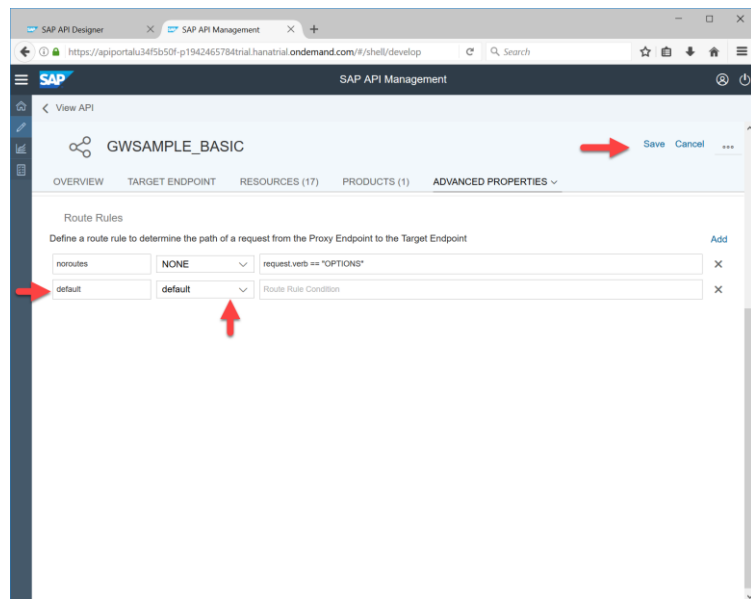 SAP API Designer
SAP API Management
https://apiportalu34f5b50f-p1942465784trial.hanatrial.ondemand.com/#/shell/develop
Search
SAP
SAP API Management
View API
GWSAMPLE_BASIC
Save Cancel
OVERVIEW TARGET ENDPOINT RESOURCES (17) PRODUCTS (1) ADVANCED PROPERTIES
Route Rules
Define a route rule to determine the path of a request from the Proxy Endpoint to the Target Endpoint
Add
noroutes NONE request.verb == "OPTIONS"
default default Route Rule Condition